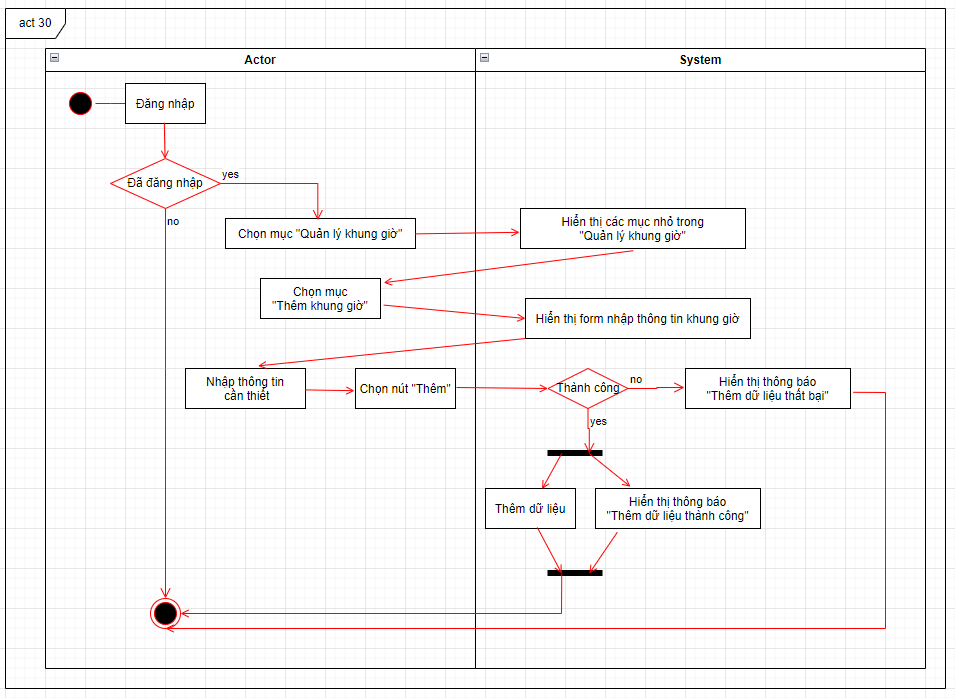 act 30
Actor
System
Đăng nhập
Đã đăng nhập
yes
no
Chọn mục "Quản lý khung giờ"
Hiển thị các mục nhỏ trong
"Quản lý khung giờ"
Chọn mục
"Thêm khung giờ"
Hiển thị form nhập thông tin khung giờ
Nhập thông tin
cần thiết
Chọn nút "Thêm"
Thành công
no
Hiển thị thông báo
"Thêm dữ liệu thất bại"
yes
Thêm dữ liệu
Hiển thị thông báo
"Thêm dữ liệu thành công"